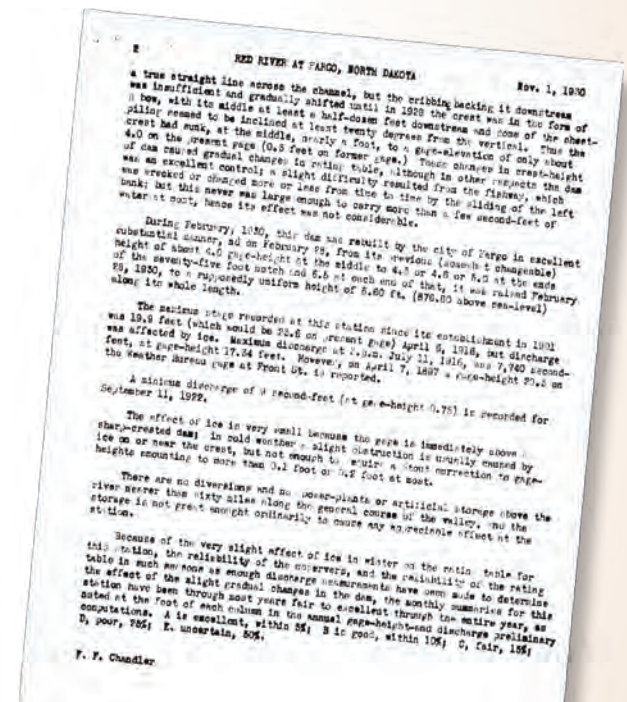 2
RED RIVER AT FARGO, NORTH DAKOTA
Nov. 1, 1930
a true straight line across the channel, but the cribbing backing it downstream
was insufficient and gradually shifted until in 1928 the crest was in the form of
a bow, with its middle at least a half-dozen feet downstream and some of the sheet-
piling seemed to be inclined at least twenty degrees from the vertical. Thus the
crest had sunk, at the middle, nearly a foot, to a gage-elevation of only about
4.0 on the present gage (0.5 feet on former gage.) These changes in crest-height
of dam caused gradual changes in rating table, although in other respects the dam
was an excellent control; a slight difficulty resulted from the fishway, which
was wrecked or changed more or less from time to time by the sliding of the left
bank; but this never was large enough to carry more than a few second-feet of
water at most, hence its effect was not considerable.
During February, 1930, this dam was rebuilt by the city of Fargo in excellent
substantial manner, ad on February 28, from its previous (somewhat changeable)
height of about 4.0 gage-height at the middle to 4.5 or 4.6 or 5.2 at the ends
of the seventy-five foot notch and 6.5 at each end of that, it was raised February
28, 1930, to a supposedly uniform height of 5.60 ft. (876.80 above sea-level)
along its whole length.
The maximum stage recorded at this station since its establishment in 1901
was 19.9 feet (which would be 23.6 on present gage) April 6, 1916, but discharge
was affected by ice. Maximum discharge at July 11, 1916, was 7,740 second-
feet, at gage-height 17.34 feet. However, on April 7, 1897 a gage-height on
the Weather Bureau gage at Front St. is reported.
A minimum discharge of second-feet (at gage-height 0.75) is recorded for
September 11, 1922.
The effect of ice is very small because the gage is immediately above a
sharp-crested dam; in cold weather a slight obstruction is usually caused by
ice on or near the crest, but not enough to require a correction to gage-
heights amounting to more than 0.1 foot or 0.2 foot at most.
There are no diversions and no power-plants or artificial storage above the
river nearer than sixty miles along the general course of the valley, and the
storage is not great enought ordinarily to cause any appreciable effect at the
station.
Because of the very slight effect of ice in winter on the rating table for
this station, the reliability of the observers, and the reliability of the rating
table in such seasons as enough discharge measurements have been made to determine
the effect of the slight gradual changes in the dam, the monthly summaries for this
station have been through most years fair to excellent through the entire year, as
noted at the foot of each column in the annual gage-height-and discharge preliminary
computations. A is excellent, within 5%; B is good, within 10%; C, fair, 15%;
D, poor, 25%; E. uncertain, 50%.
F. F. Chandler